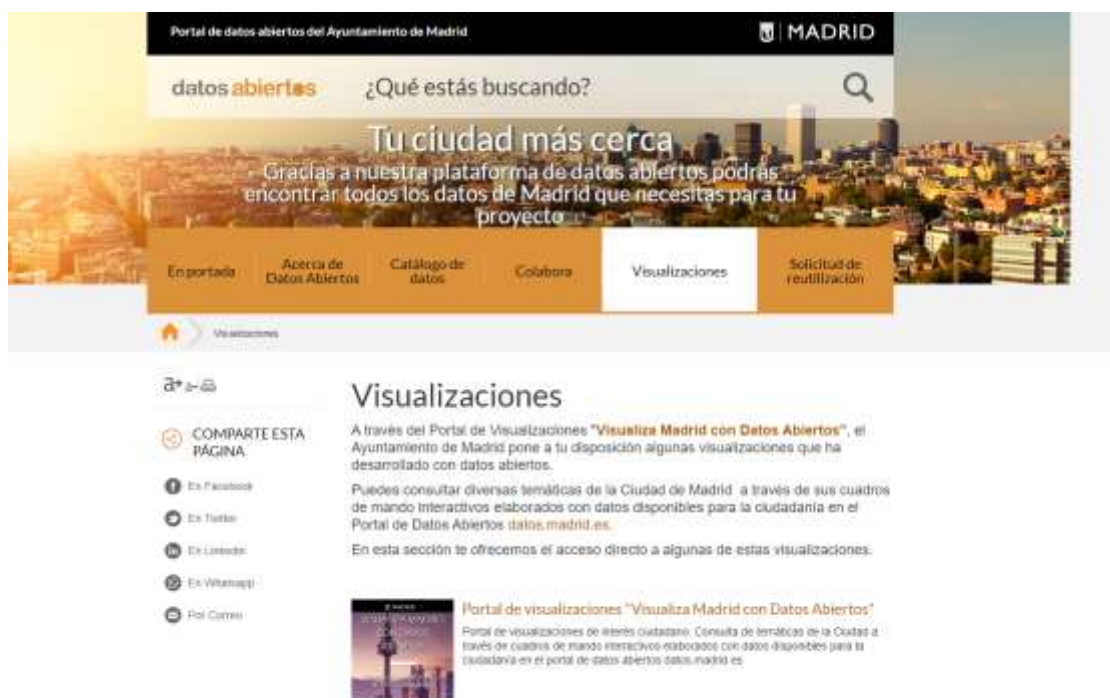 Portal de datos abiertos del Ayuntamiento de Madrid
MADRID
datos abiertos
¿Qué estás buscando?
Tu ciudad más cerca
Gracias a nuestra plataforma de datos abiertos podrás
encontrar todos los datos de Madrid que necesitas para tu
proyecto
En portada
Acerca de
Datos Abiertos
Catálogo de
datos
Colabora
Visualizaciones
Solicitud de
reutilización
Visualizaciones
a+ a-
COMPARTE ESTA
PÁGINA
En Facebook
En Twitter
En Linkedin
En Whatsapp
Por Correo
Visualizaciones
A través del Portal de Visualizaciones "Visualiza Madrid con Datos Abiertos", el
Ayuntamiento de Madrid pone a tu disposición algunas visualizaciones que ha
desarrollado con datos abiertos.
Puedes consultar diversas temáticas de la Ciudad de Madrid a través de sus cuadros
de mando interactivos elaborados con datos disponibles para la ciudadanía en el
Portal de Datos Abiertos datos.madrid.es.
En esta sección te ofrecemos el acceso directo a algunas de estas visualizaciones.
VISUALIZA MADRID
CON DATOS
Portal de visualizaciones "Visualiza Madrid con Datos Abiertos"
Portal de visualizaciones de interés ciudadano. Consulta de temáticas de la Ciudad a
través de cuadros de mando interactivos elaborados con datos disponibles para la
ciudadanía en el portal de datos abiertos datos.madrid.es